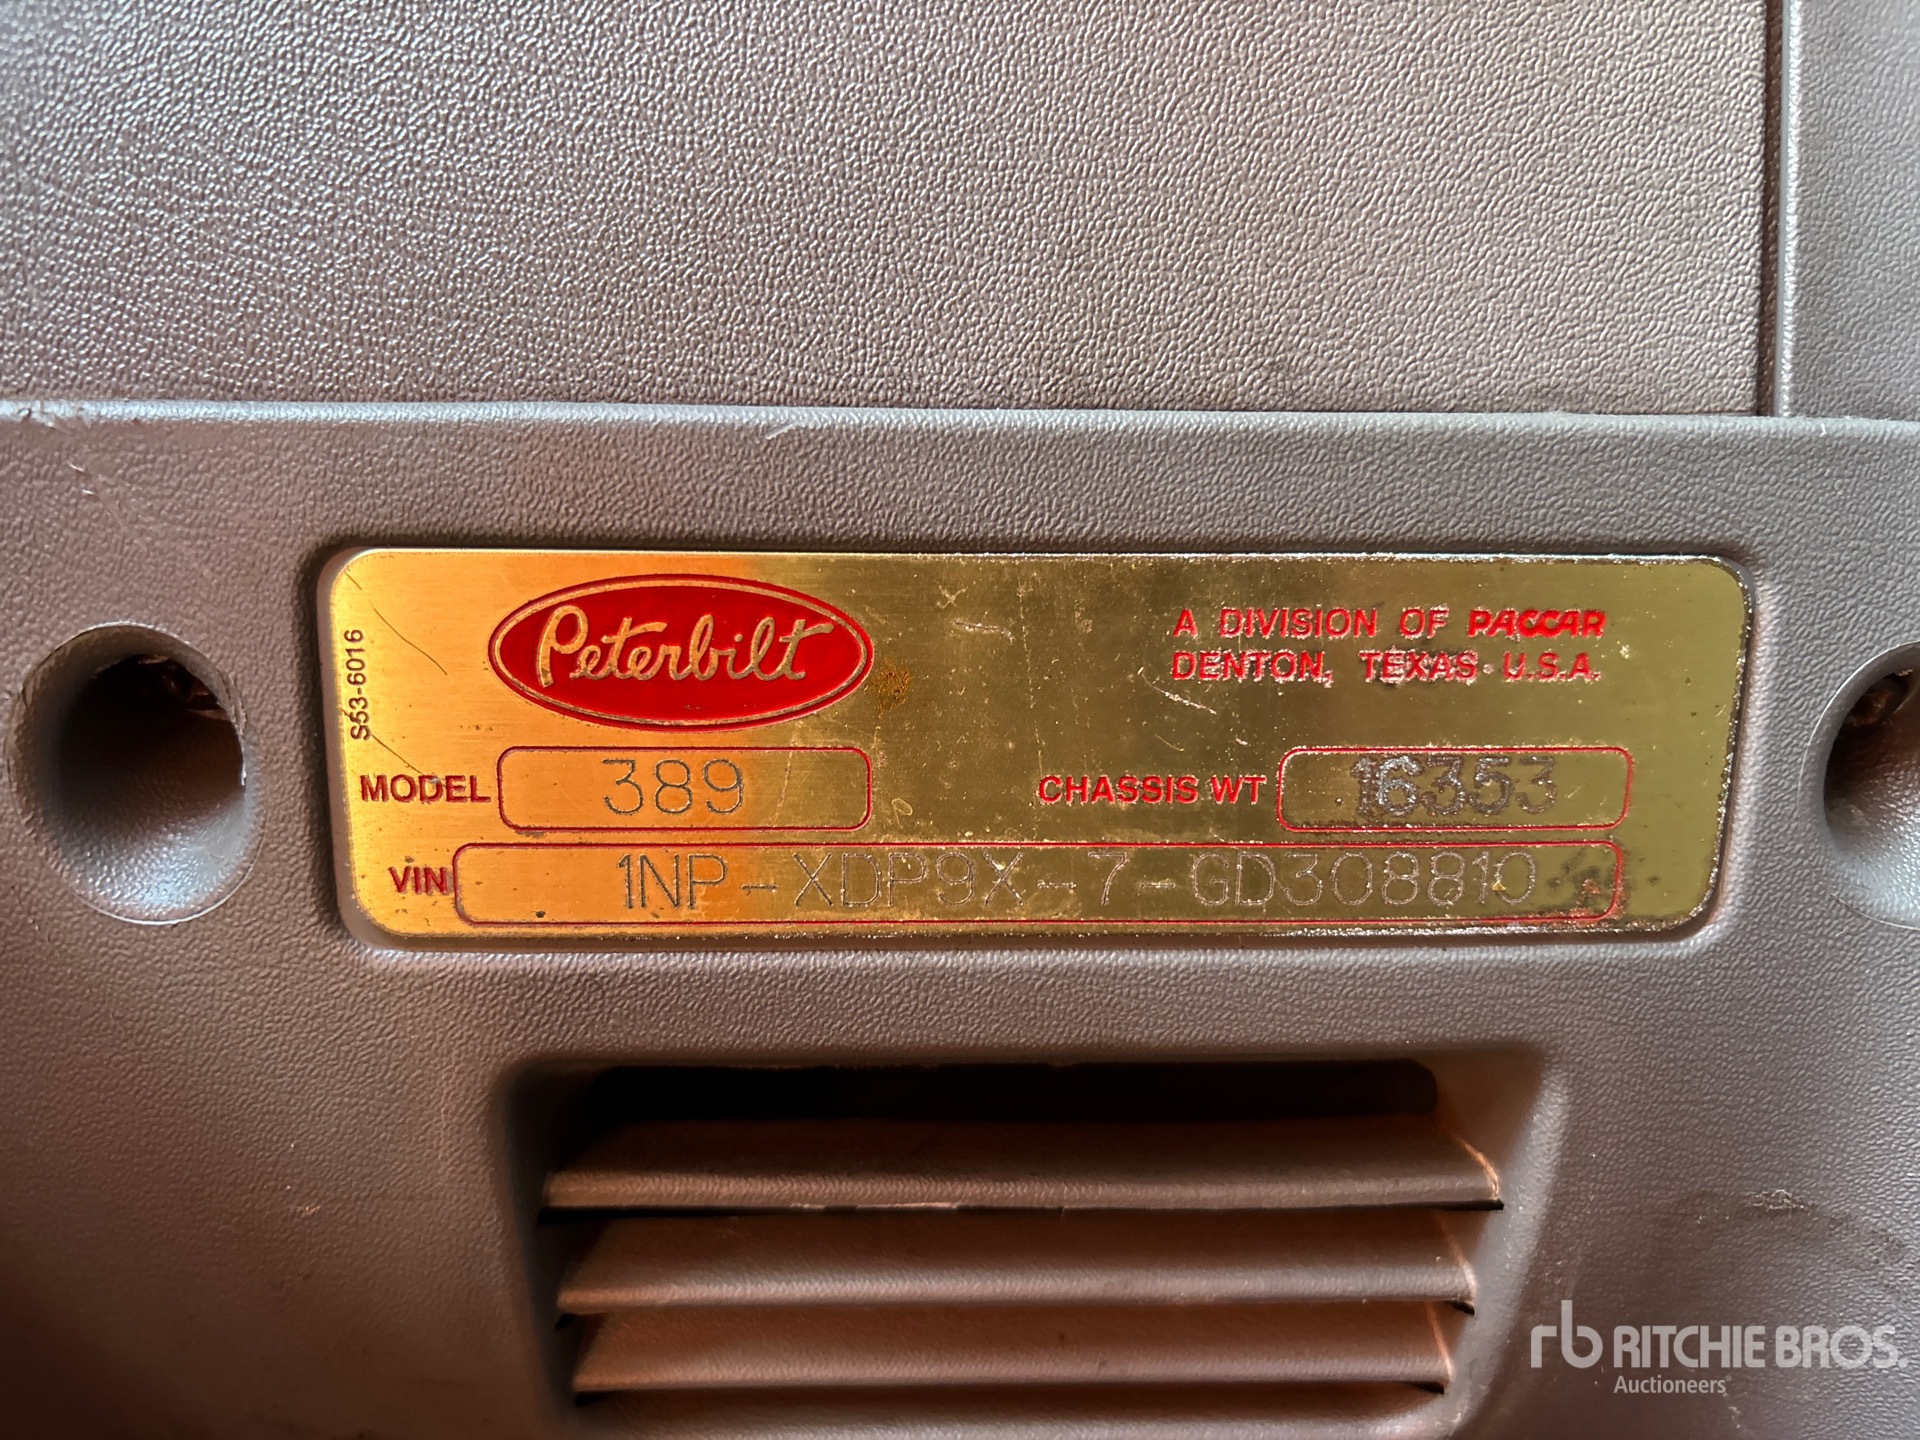 Peterbilt
A DIVISION OF PACCAR
DENTON, TEXAS U.S.A.
S53-6016
MODEL 389
CHASSIS WT 16353
VIN 1NP-XDP9X-7-GD308810
rb RITCHIE BROS.
Auctioneers